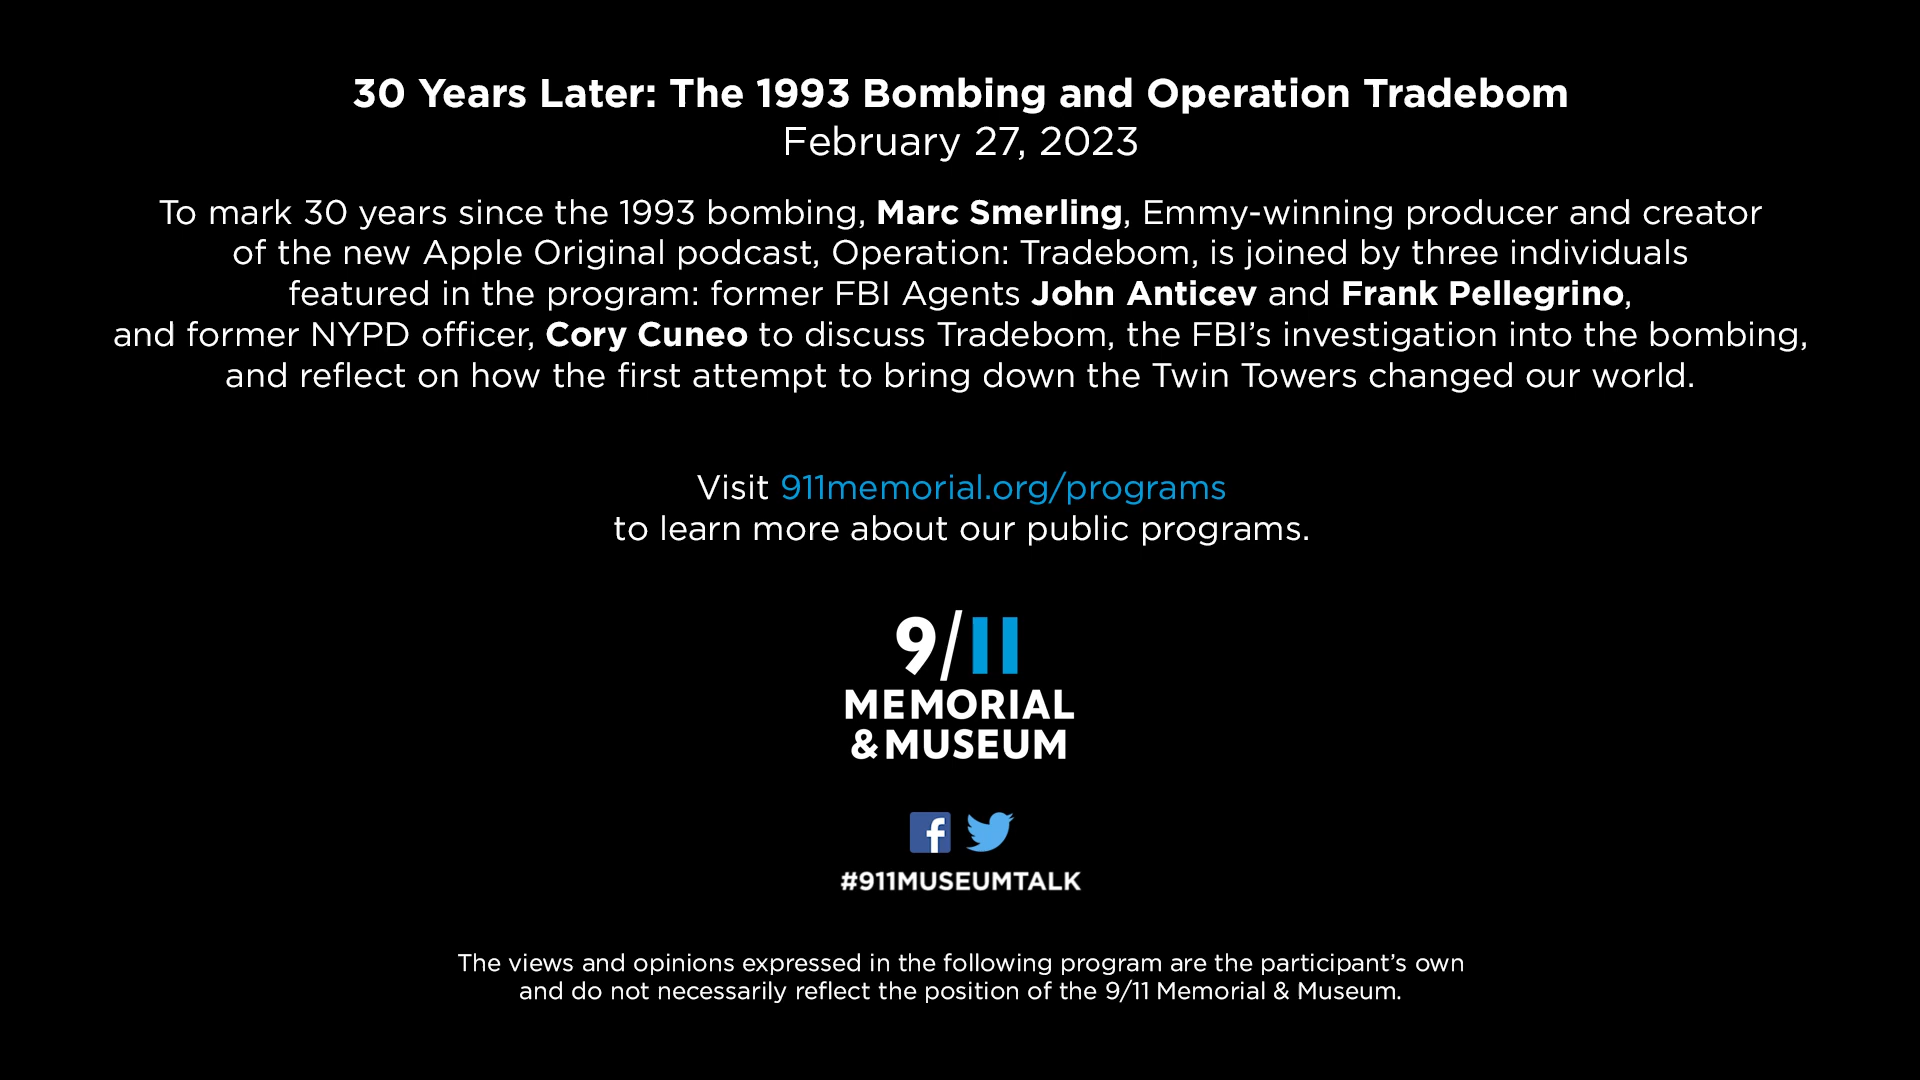 30 Years Later: The 1993 Bombing and Operation Tradebom
February 27, 2023
To mark 30 years since the 1993 bombing, Marc Smerling, Emmy-winning producer and creator
of the new Apple Original podcast, Operation: Tradebom, is joined by three individuals
featured in the program: former FBI Agents John Anticev and Frank Pellegrino,
and former NYPD officer, Cory Cuneo to discuss Tradebom, the FBI’s investigation into the bombing,
and reflect on how the first attempt to bring down the Twin Towers changed our world.
Visit 911memorial.org/programs
to learn more about our public programs.
9/11
MEMORIAL
& MUSEUM
#911MUSEUMTALK
The views and opinions expressed in the following program are the participant’s own
and do not necessarily reflect the position of the 9/11 Memorial & Museum.